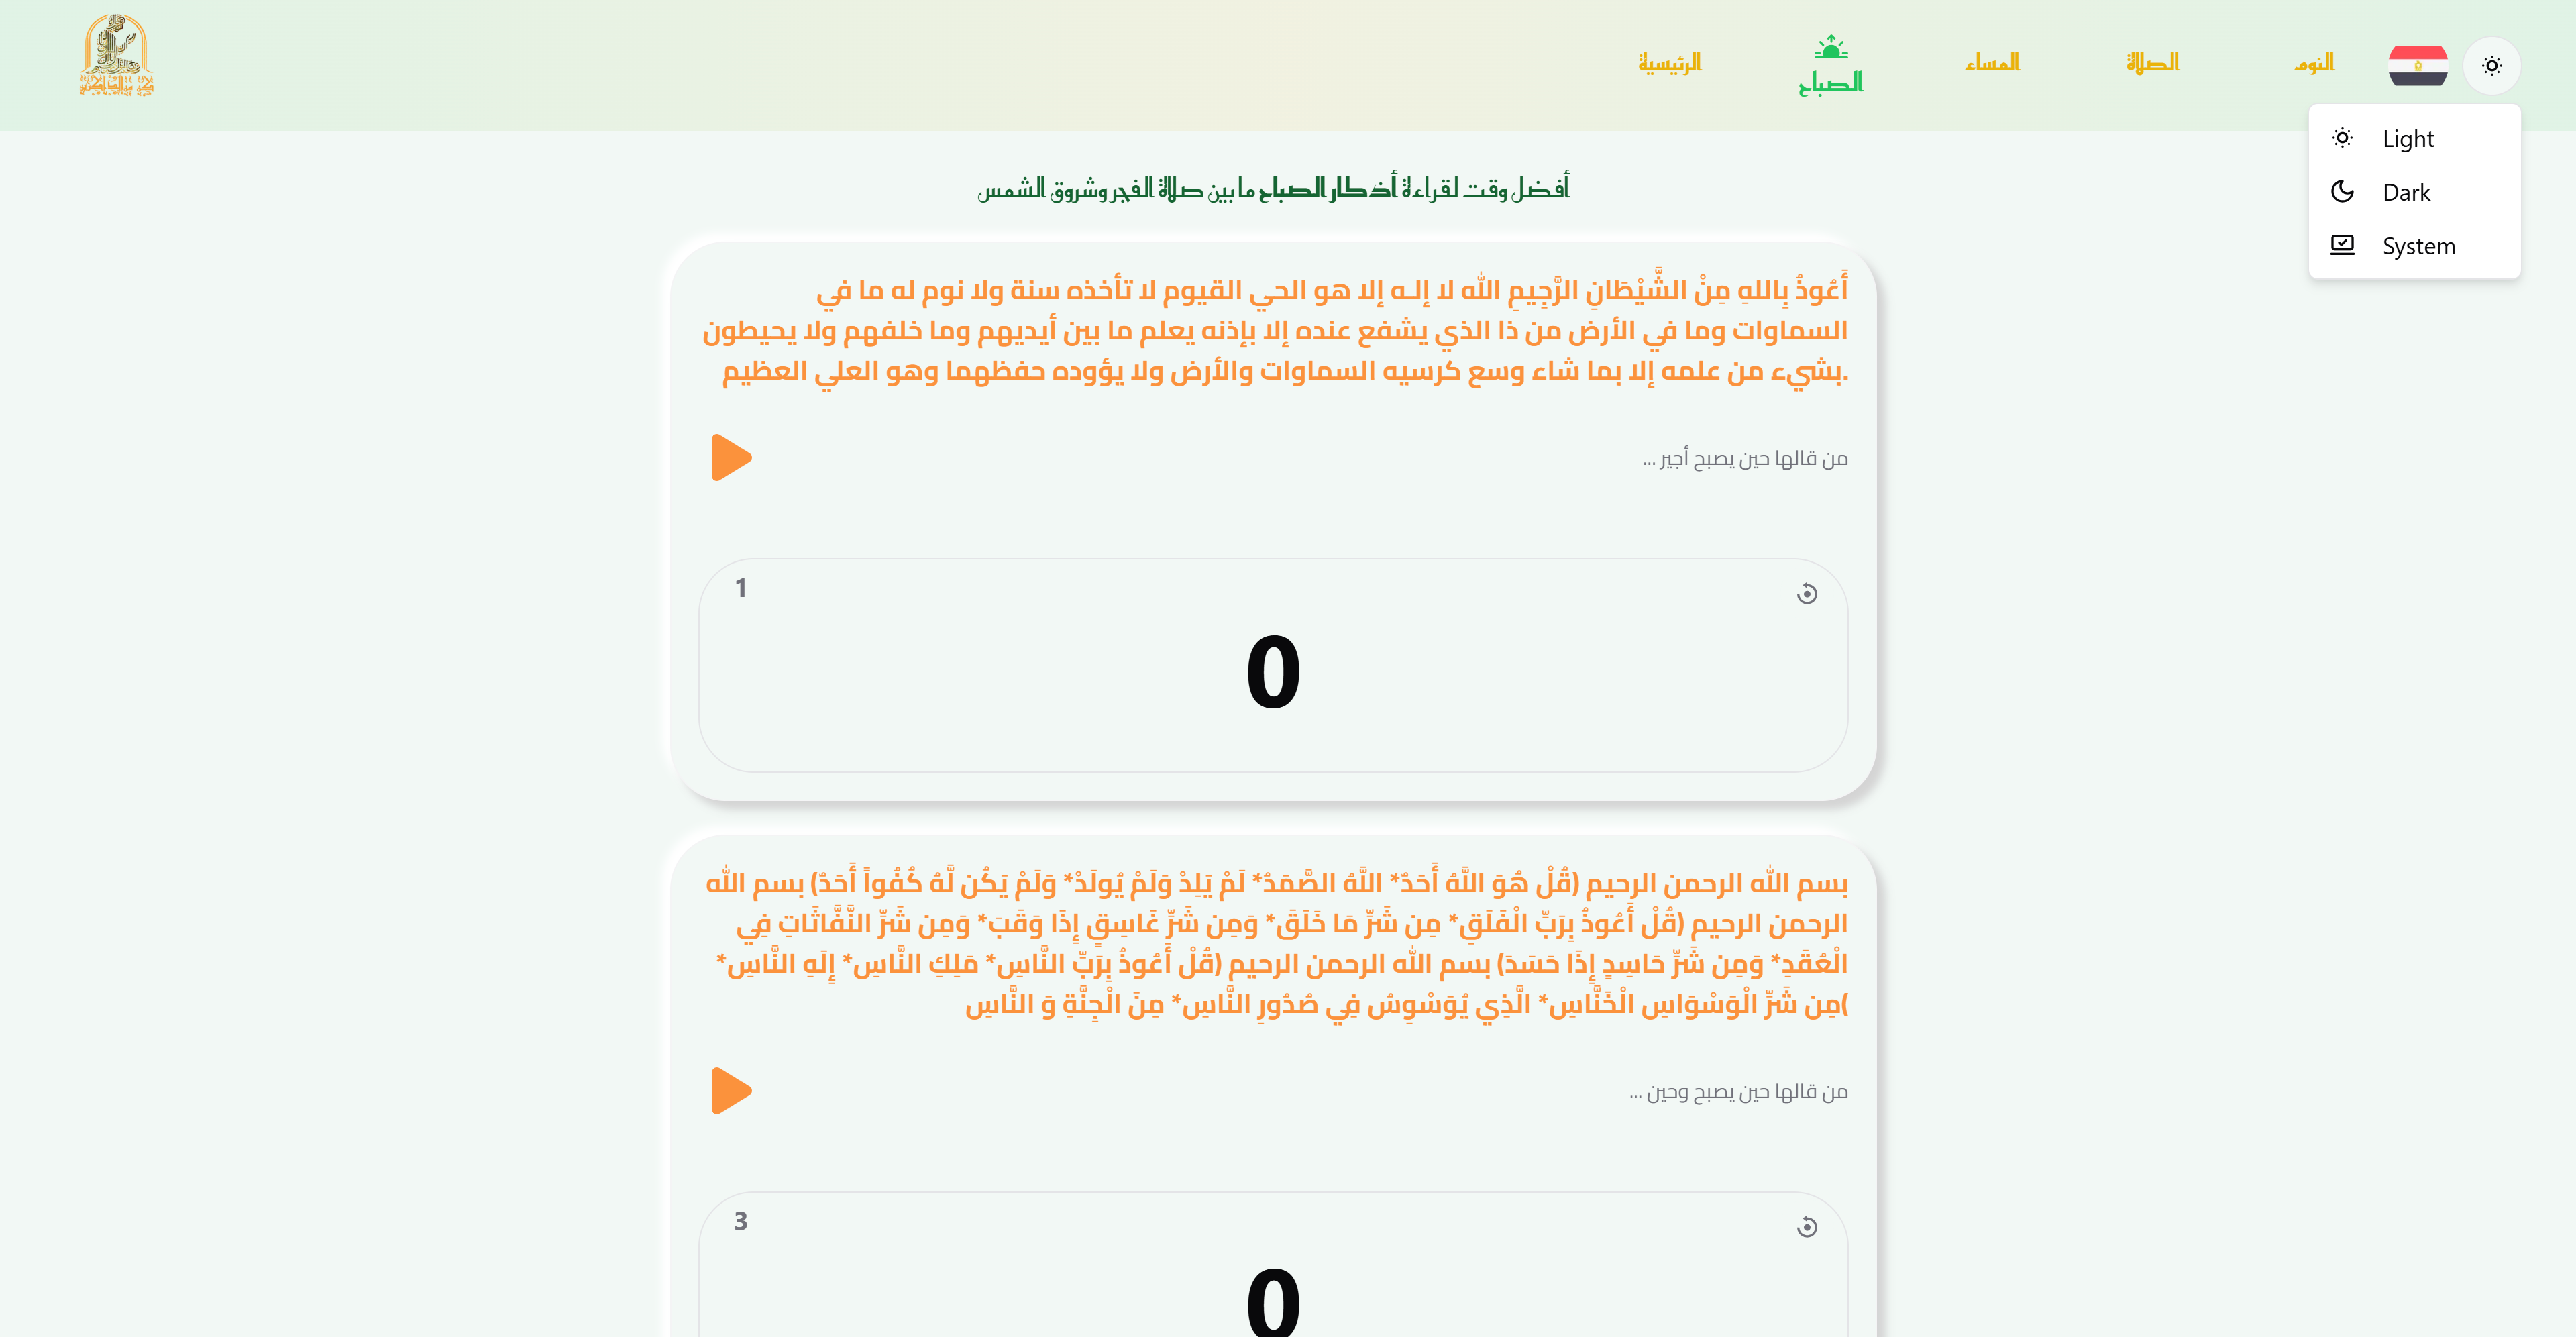 الرئيسية
الصباح
المساء
الصلاة
النوم
Light
Dark
System
أفضل وقت لقراءة أذكار الصباح ما بين صلاة الفجر وشروق الشمس
أَعُوذُ بِاللهِ مِنْ الشَّيْطَانِ الرَّجِيمِ الله لا إلـه إلا هو الحي القيوم لا تأخذه سنة ولا نوم له ما في
السماوات وما في الأرض من ذا الذي يشفع عنده إلا بإذنه يعلم ما بين أيديهم وما خلفهم ولا يحيطون
بشيء من علمه إلا بما شاء وسع كرسيه السماوات والأرض ولا يؤوده حفظهما وهو العلي العظيم.
من قالها حين يصبح أجير ...
1
0
بسم الله الرحمن الرحيم (قُلْ هُوَ اللَّهُ أَحَدٌ* اللَّهُ الصَّمَدُ* لَمْ يَلِدْ وَلَمْ يُولَدْ* وَلَمْ يَكُن لَّهُ كُفُواً أَحَدٌ) بسم الله
الرحمن الرحيم (قُلْ أَعُوذُ بِرَبِّ الْفَلَقِ* مِن شَرِّ مَا خَلَقَ* وَمِن شَرِّ غَاسِقٍ إِذَا وَقَبَ* وَمِن شَرِّ النَّفَّاثَاتِ فِي
الْعُقَدِ* وَمِن شَرِّ حَاسِدٍ إِذَا حَسَدَ) بسم الله الرحمن الرحيم (قُلْ أَعُوذُ بِرَبِّ النَّاسِ* مَلِكِ النَّاسِ* إِلَهِ النَّاسِ*
مِن شَرِّ الْوَسْوَاسِ الْخَنَّاسِ* الَّذِي يُوَسْوِسُ فِي صُدُورِ النَّاسِ* مِنَ الْجِنَّةِ وَ النَّاسِ)
من قالها حين يصبح وحين ...
3
0